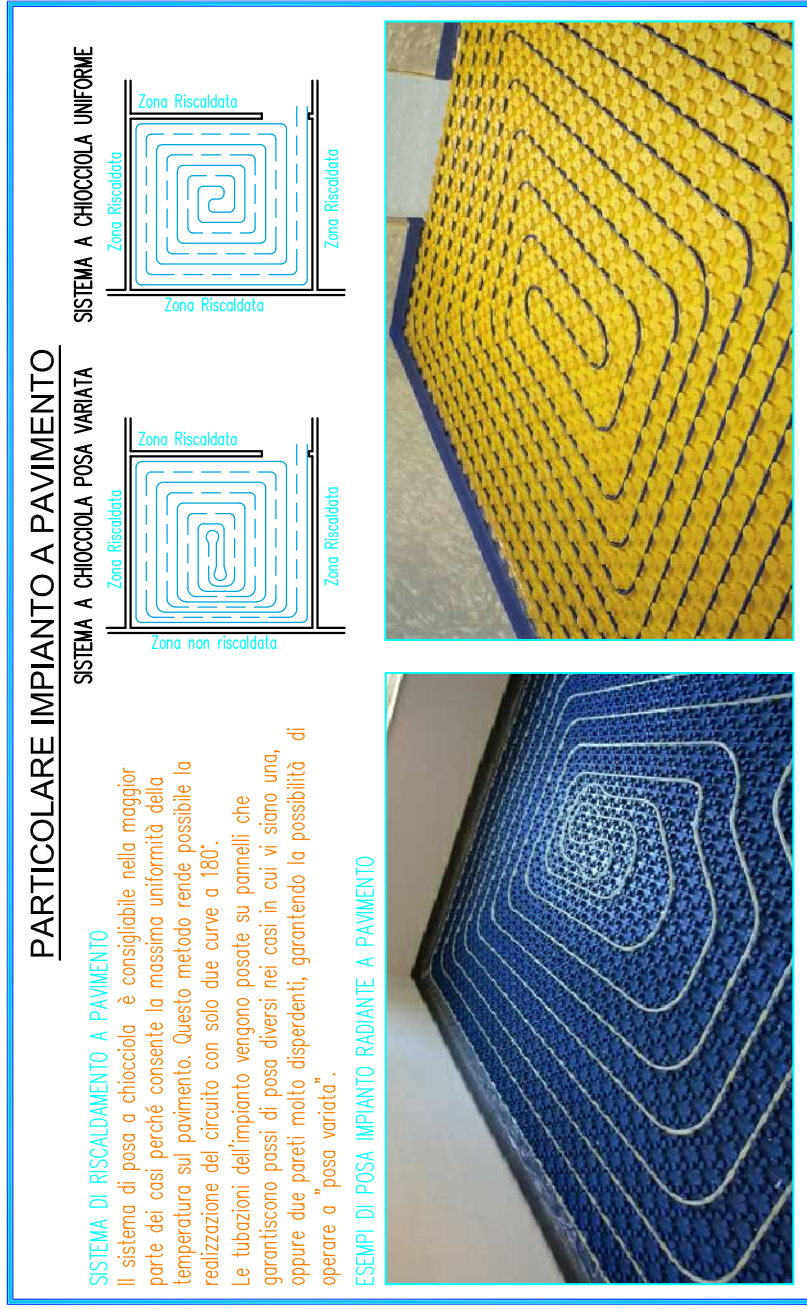 PARTICOLARE IMPIANTO A PAVIMENTO
SISTEMA DI RISCALDAMENTO A PAVIMENTO
Il sistema di posa a chiocciola è consigliabile nella maggior
parte dei casi perché consente la massima uniformità della
temperatura sul pavimento. Questo metodo rende possibile la
realizzazione del circuito con solo due curve a 180°.
Le tubazioni dell'impianto vengono posate su pannelli che
garantiscono passi di posa diversi nei casi in cui vi siano una,
oppure due pareti molto disperdenti, garantendo la possibilità di
operare a "posa variata".
ESEMPI DI POSA IMPIANTO RADIANTE A PAVIMENTO
SISTEMA A CHIOCCIOLA POSA VARIATA
Zona Riscaldata
Zona non riscaldata
Zona Riscaldata
Zona Riscaldata
SISTEMA A CHIOCCIOLA UNIFORME
Zona Riscaldata
Zona Riscaldata
Zona Riscaldata
Zona Riscaldata